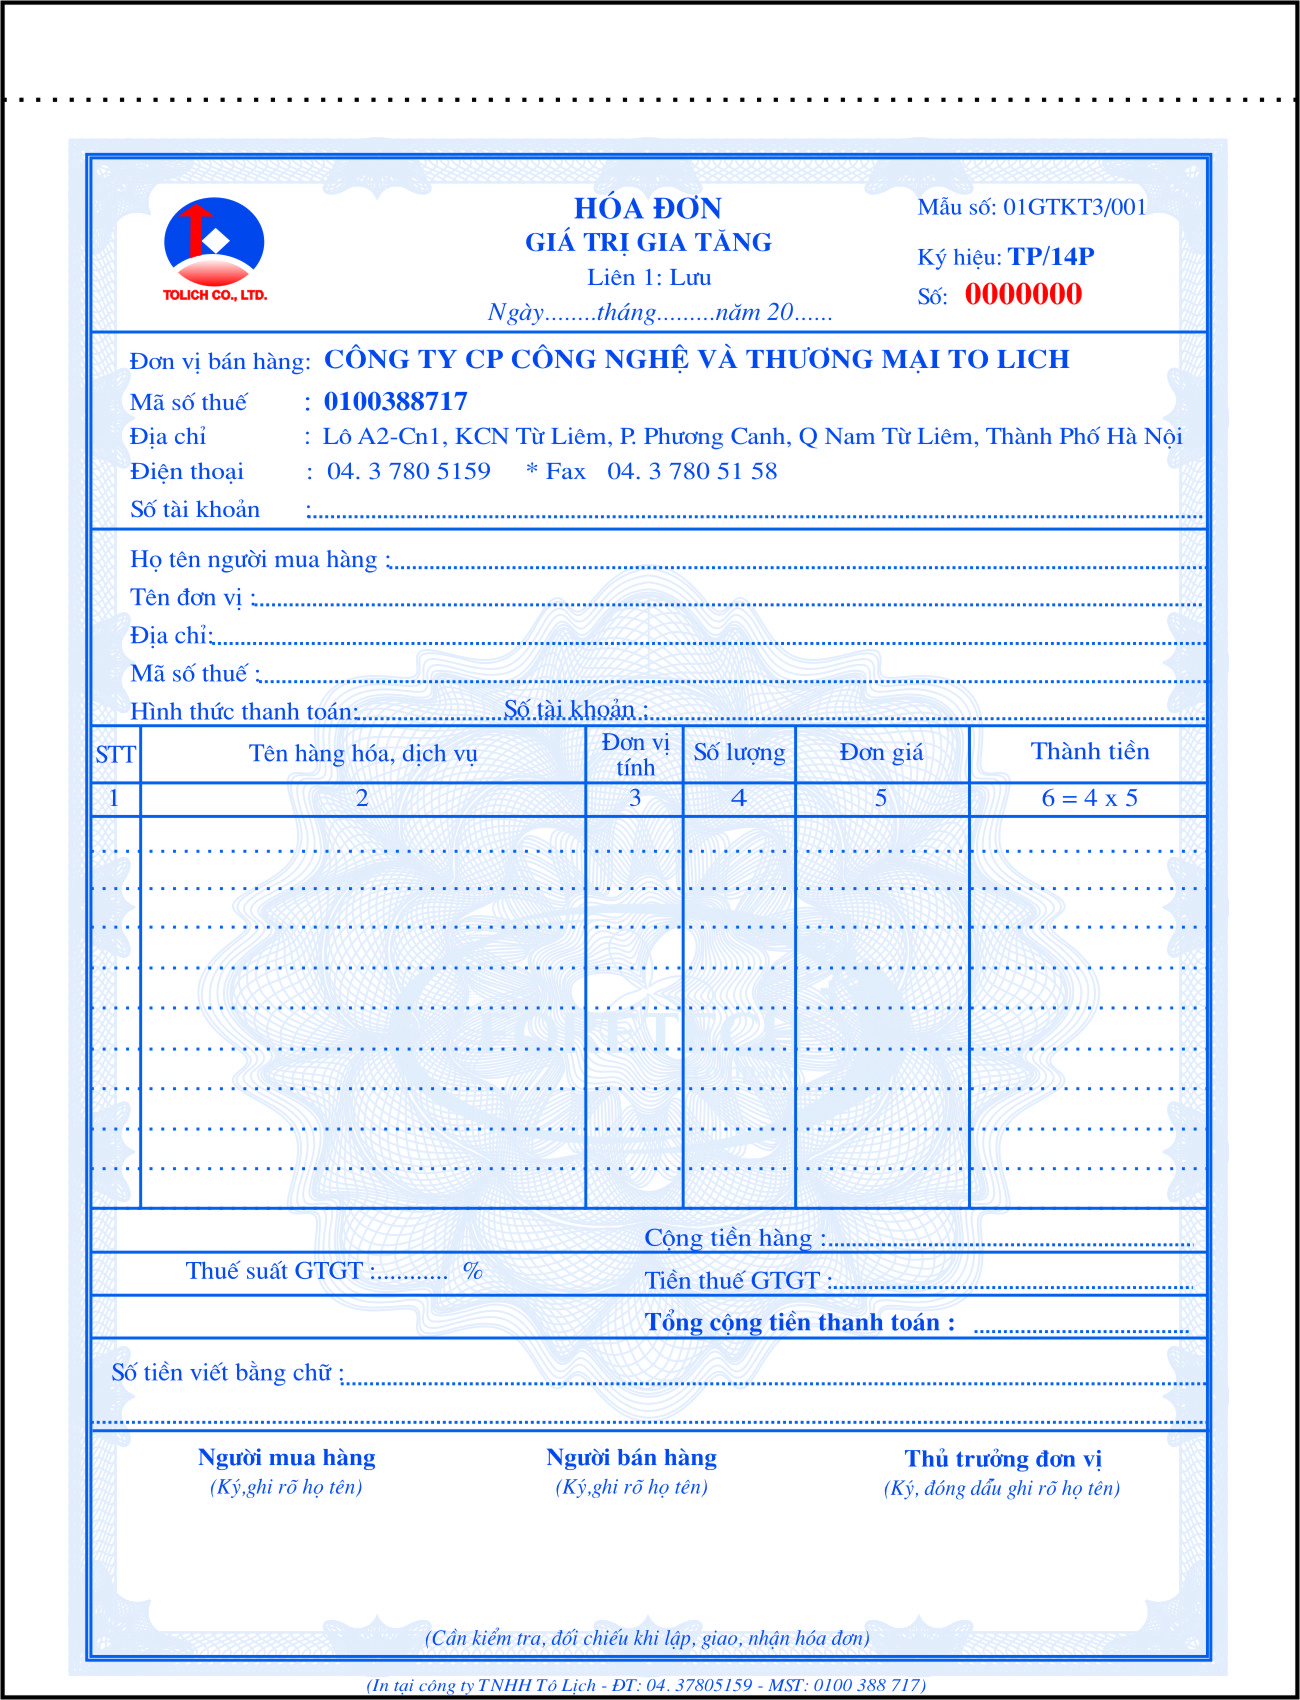 TOLICH CO., LTD.
HÓA ĐƠN
GIÁ TRỊ GIA TĂNG
Liên 1: Lưu
Ngày........tháng.........năm 20......
Mẫu số: 01GTKT3/001
Ký hiệu: TP/14P
Số: 0000000
Đơn vị bán hàng: CÔNG TY CP CÔNG NGHỆ VÀ THƯƠNG MẠI TO LICH
Mã số thuế : 0100388717
Địa chỉ : Lô A2-Cn1, KCN Từ Liêm, P. Phương Canh, Q Nam Từ Liêm, Thành Phố Hà Nội
Điện thoại : 04. 3 780 5159 * Fax 04. 3 780 51 58
Số tài khoản :
Họ tên người mua hàng :
Tên đơn vị :
Địa chỉ:
Mã số thuế :
Hình thức thanh toán: Số tài khoản :
STT Tên hàng hóa, dịch vụ Đơn vị tính Số lượng Đơn giá Thành tiền
1 2 3 4 5 6 = 4 x 5
Cộng tiền hàng :
Thuế suất GTGT :........... % Tiền thuế GTGT :
Tổng cộng tiền thanh toán :
Số tiền viết bằng chữ :
Người mua hàng Người bán hàng Thủ trưởng đơn vị
(Ký,ghi rõ họ tên) (Ký,ghi rõ họ tên) (Ký, đóng dấu ghi rõ họ tên)
(Cần kiểm tra, đối chiếu khi lập, giao, nhận hóa đơn)
(In tại công ty TNHH Tô Lịch - ĐT: 04. 37805159 - MST: 0100 388 717)